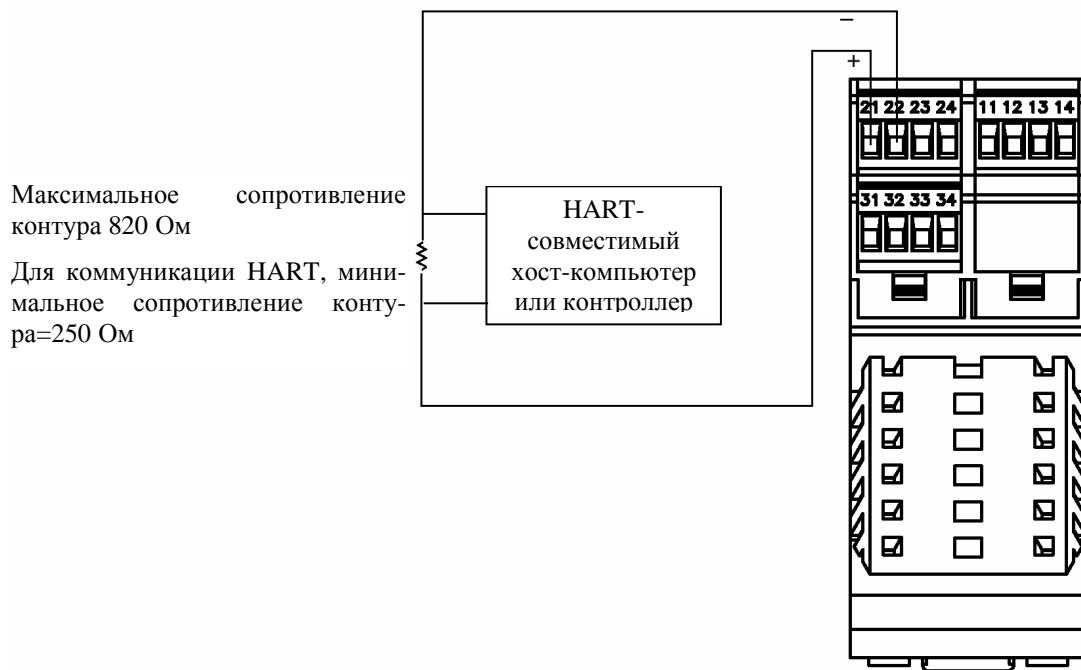 −
+
21 22 23 24 11 12 13 14
31 32 33 34
Максимальное сопротивление
контура 820 Ом
Для коммуникации HART, мини-
мальное сопротивление конту-
ра=250 Ом
HART-
совместимый
хост-компьютер
или контроллер